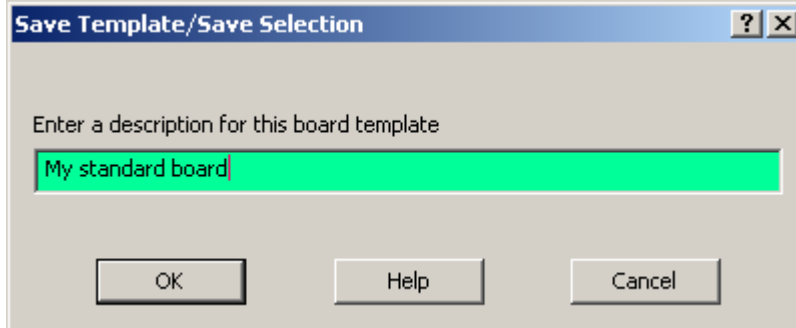 Save Template/Save Selection ? X
Enter a description for this board template
My standard board
OK Help Cancel